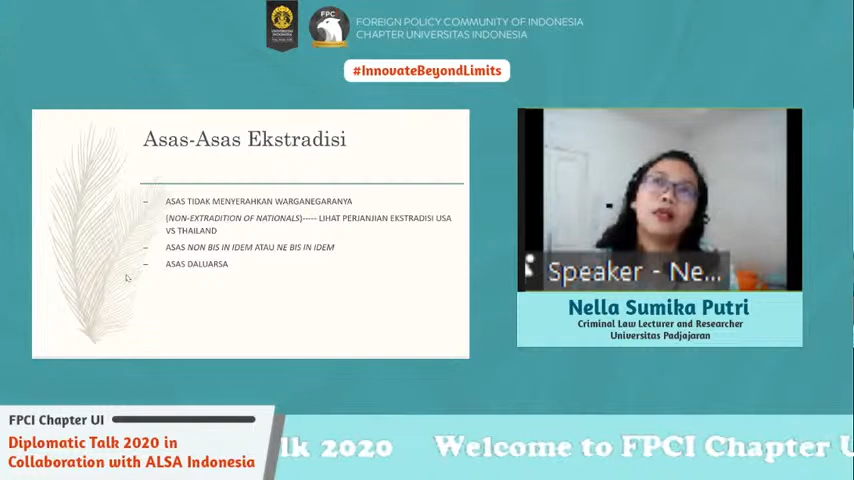 FPC
FOREIGN POLICY COMMUNITY OF INDONESIA
CHAPTER UNIVERSITAS INDONESIA
#InnovateBeyondLimits
Asas-Asas Ekstradisi
– ASAS TIDAK MENYERAHKAN WARGANEGARANYA
(NON-EXTRADITION OF NATIONALS)----- LIHAT PERJANJIAN EKSTRADISI USA
VS THAILAND
– ASAS NON BIS IN IDEM ATAU NE BIS IN IDEM
– ASAS DALUARSA
Speaker - Ne...
Nella Sumika Putri
Criminal Law Lecturer and Researcher
Universitas Padjajaran
FPCI Chapter UI
Diplomatic Talk 2020 in
Collaboration with ALSA Indonesia
lk 2020 Welcome to FPCI Chapter U